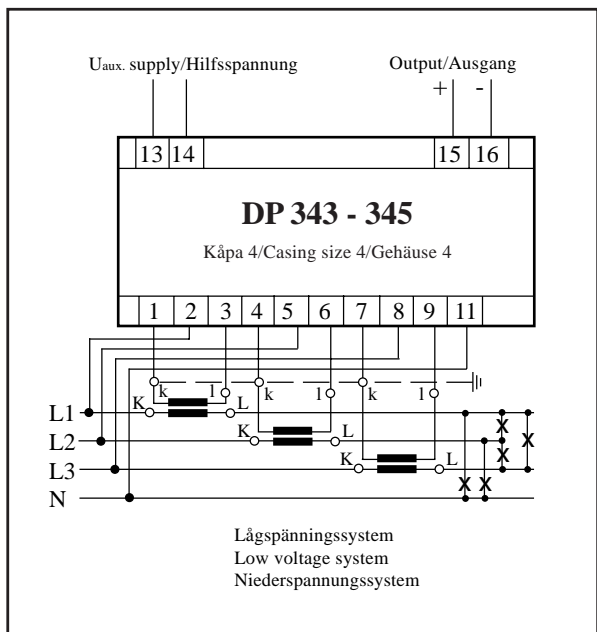 Uaux. supply/Hilfsspannung Output/Ausgang
+ -
13 14 15 16
DP 343 - 345
Kåpa 4/Casing size 4/Gehäuse 4
1 2 3 4 5 6 7 8 9 11
k l k l k l
K L
L1
K L
L2
K L
L3
N
X X X X X
Lågspänningssystem
Low voltage system
Niederspannungssystem